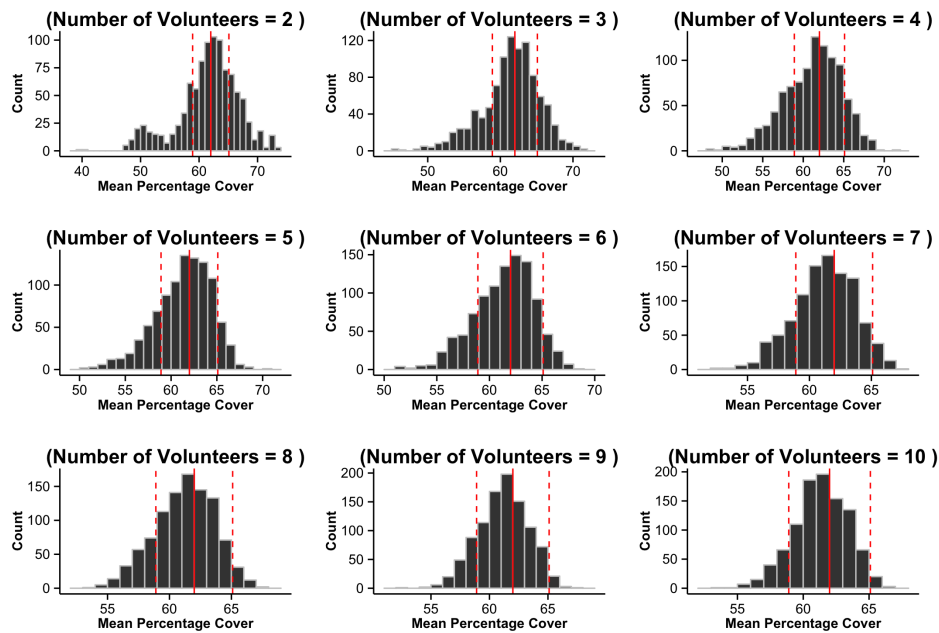 (Number of Volunteers = 2 )
100
75
50
25
0
Count
40 50 60 70
Mean Percentage Cover
(Number of Volunteers = 3 )
120
80
40
0
Count
50 60 70
Mean Percentage Cover
(Number of Volunteers = 4 )
100
50
0
Count
50 55 60 65 70
Mean Percentage Cover
(Number of Volunteers = 5 )
100
50
0
Count
50 55 60 65 70
Mean Percentage Cover
(Number of Volunteers = 6 )
150
100
50
0
Count
50 55 60 65 70
Mean Percentage Cover
(Number of Volunteers = 7 )
150
100
50
0
Count
55 60 65
Mean Percentage Cover
(Number of Volunteers = 8 )
150
100
50
0
Count
55 60 65
Mean Percentage Cover
(Number of Volunteers = 9 )
200
150
100
50
0
Count
55 60 65
Mean Percentage Cover
(Number of Volunteers = 10 )
200
150
100
50
0
Count
55 60 65
Mean Percentage Cover